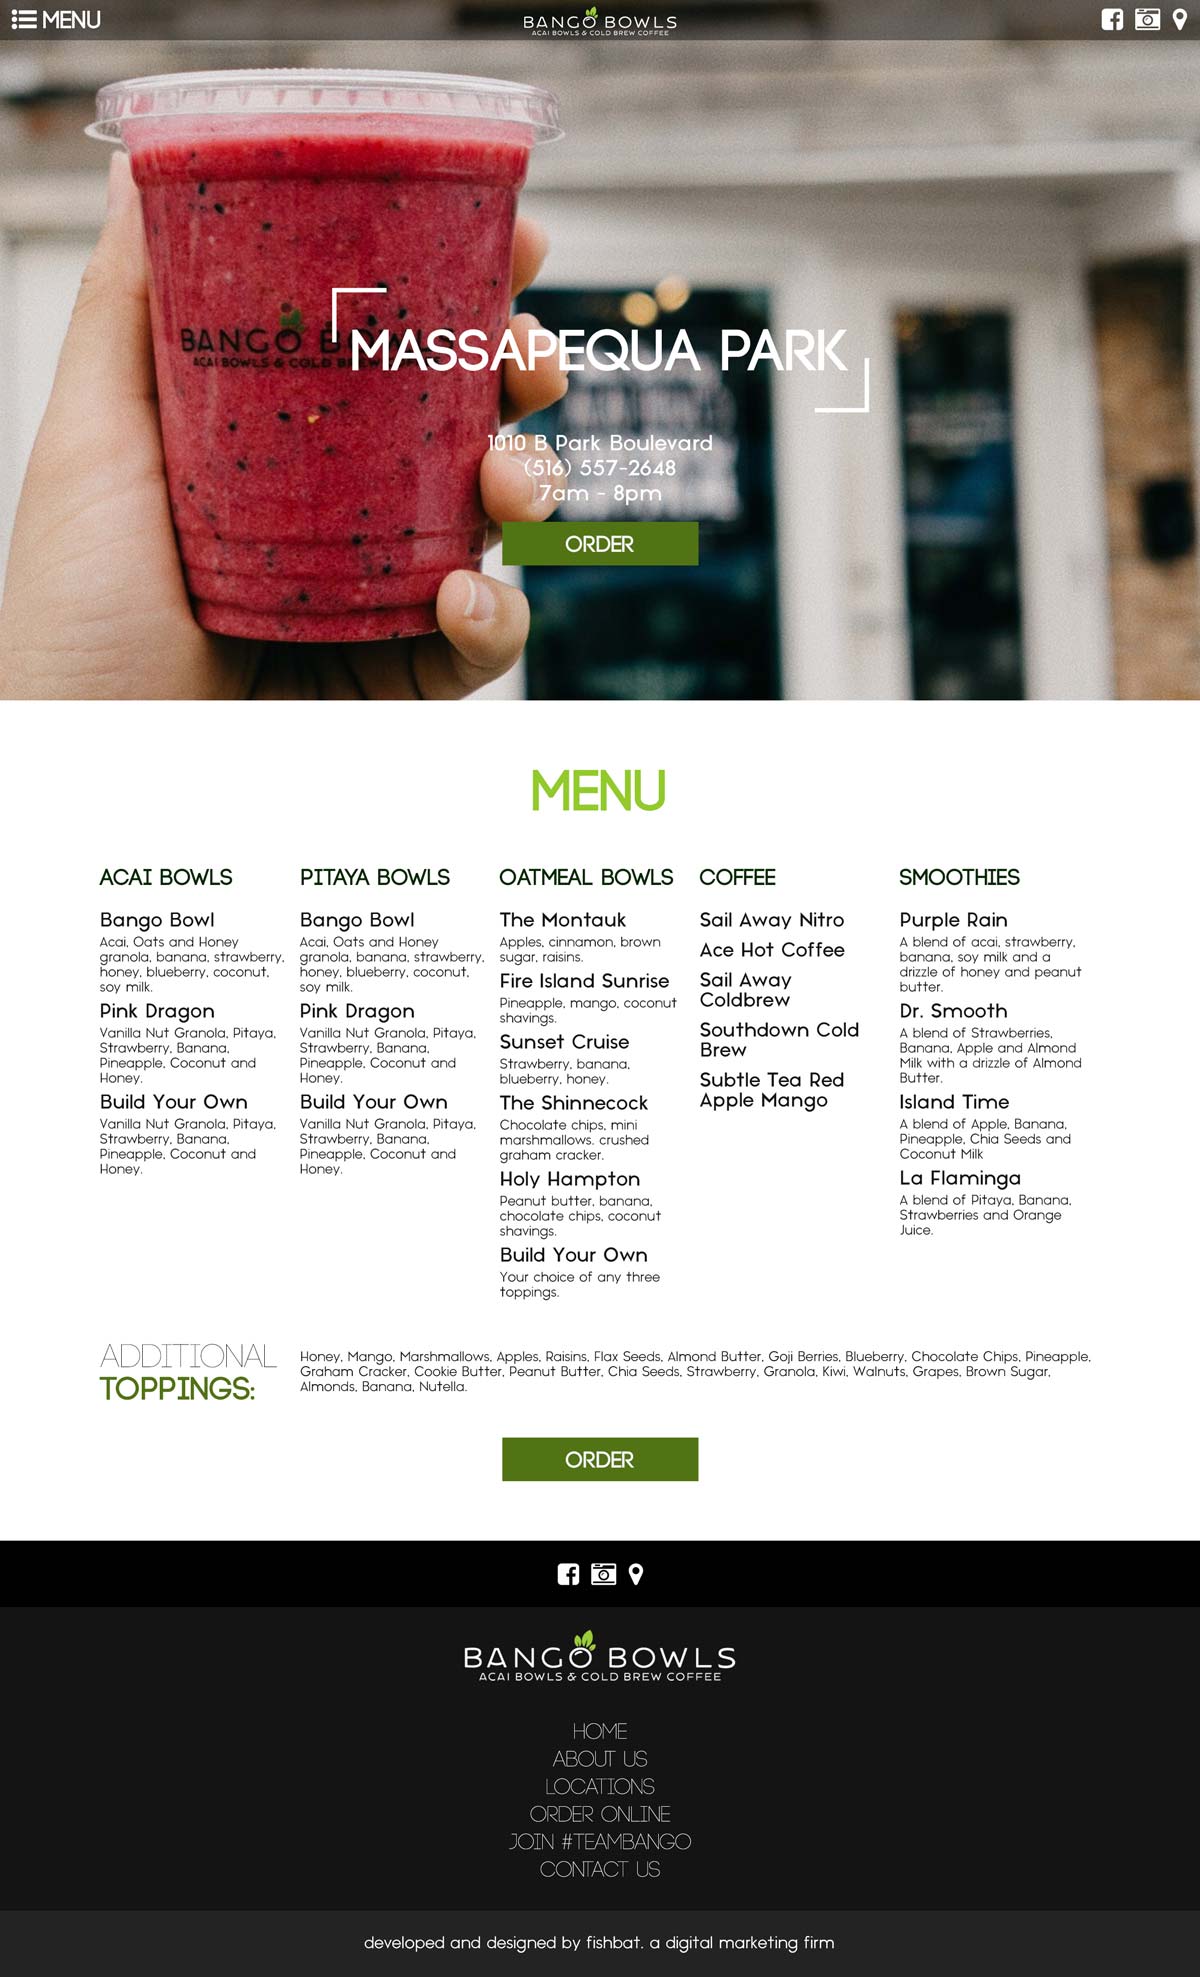 MENU
BANGO BOWLS
ACAI BOWLS & COLD BREW COFFEE
BANGO BOWLS
ACAI BOWLS & COLD BREW COFFEE
MASSAPEQUA PARK
1010 B Park Boulevard
(516) 557-2648
7am - 8pm
ORDER
MENU
ACAI BOWLS
Bango Bowl
Acai, Oats and Honey
granola, banana, strawberry,
honey, blueberry, coconut,
soy milk.
Pink Dragon
Vanilla Nut Granola, Pitaya,
Strawberry, Banana,
Pineapple, Coconut and
Honey.
Build Your Own
Vanilla Nut Granola, Pitaya,
Strawberry, Banana,
Pineapple, Coconut and
Honey.
PITAYA BOWLS
Bango Bowl
Acai, Oats and Honey
granola, banana, strawberry,
honey, blueberry, coconut,
soy milk.
Pink Dragon
Vanilla Nut Granola, Pitaya,
Strawberry, Banana,
Pineapple, Coconut and
Honey.
Build Your Own
Vanilla Nut Granola, Pitaya,
Strawberry, Banana,
Pineapple, Coconut and
Honey.
OATMEAL BOWLS
The Montauk
Apples, cinnamon, brown
sugar, raisins.
Fire Island Sunrise
Pineapple, mango, coconut
shavings.
Sunset Cruise
Strawberry, banana,
blueberry, honey.
The Shinnecock
Chocolate chips, mini
marshmallows. crushed
graham cracker.
Holy Hampton
Peanut butter, banana,
chocolate chips, coconut
shavings.
Build Your Own
Your choice of any three
toppings.
COFFEE
Sail Away Nitro
Ace Hot Coffee
Sail Away
Coldbrew
Southdown Cold
Brew
Subtle Tea Red
Apple Mango
SMOOTHIES
Purple Rain
A blend of acai, strawberry,
banana, soy milk and a
drizzle of honey and peanut
butter.
Dr. Smooth
A blend of Strawberries,
Banana, Apple and Almond
Milk with a drizzle of Almond
Butter.
Island Time
A blend of Apple, Banana,
Pineapple, Chia Seeds and
Coconut Milk
La Flaminga
A blend of Pitaya, Banana,
Strawberries and Orange
Juice.
ADDITIONAL
TOPPINGS:
Honey, Mango, Marshmallows, Apples, Raisins, Flax Seeds, Almond Butter, Goji Berries, Blueberry, Chocolate Chips, Pineapple,
Graham Cracker, Cookie Butter, Peanut Butter, Chia Seeds, Strawberry, Granola, Kiwi, Walnuts, Grapes, Brown Sugar,
Almonds, Banana, Nutella.
ORDER
BANGO BOWLS
ACAI BOWLS & COLD BREW COFFEE
HOME
ABOUT US
LOCATIONS
ORDER ONLINE
JOIN #TEAMBANGO
CONTACT US
developed and designed by fishbat. a digital marketing firm